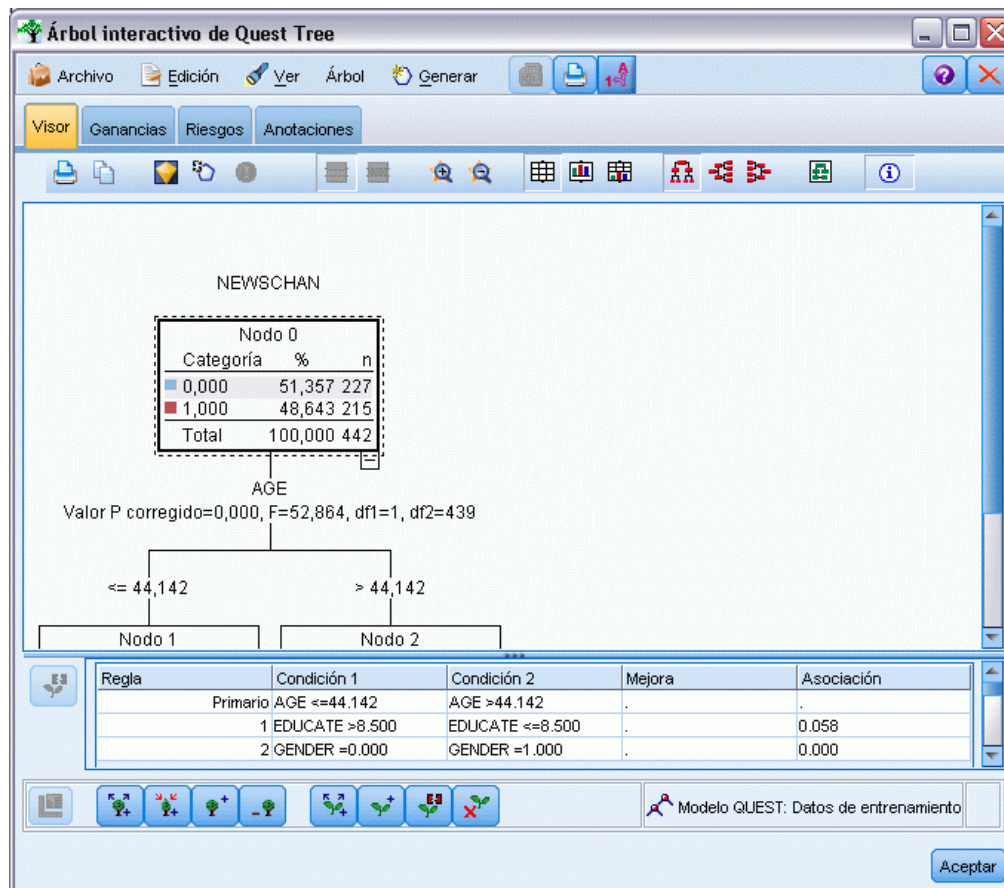 Árbol interactivo de Quest Tree
Archivo Edición Ver Árbol Generar
Visor Ganancias Riesgos Anotaciones
NEWSCHAN
Nodo 0
Categoría % n
0,000 51,357 227
1,000 48,643 215
Total 100,000 442
AGE
Valor P corregido=0,000, F=52,864, df1=1, df2=439
<= 44,142 > 44,142
Nodo 1 Nodo 2
Regla Condición 1 Condición 2 Mejora Asociación
Primario AGE <=44.142 AGE >44.142 . .
1 EDUCATE >8.500 EDUCATE <=8.500 . 0.058
2 GENDER =0.000 GENDER =1.000 . 0.000
Modelo QUEST: Datos de entrenamiento
Aceptar